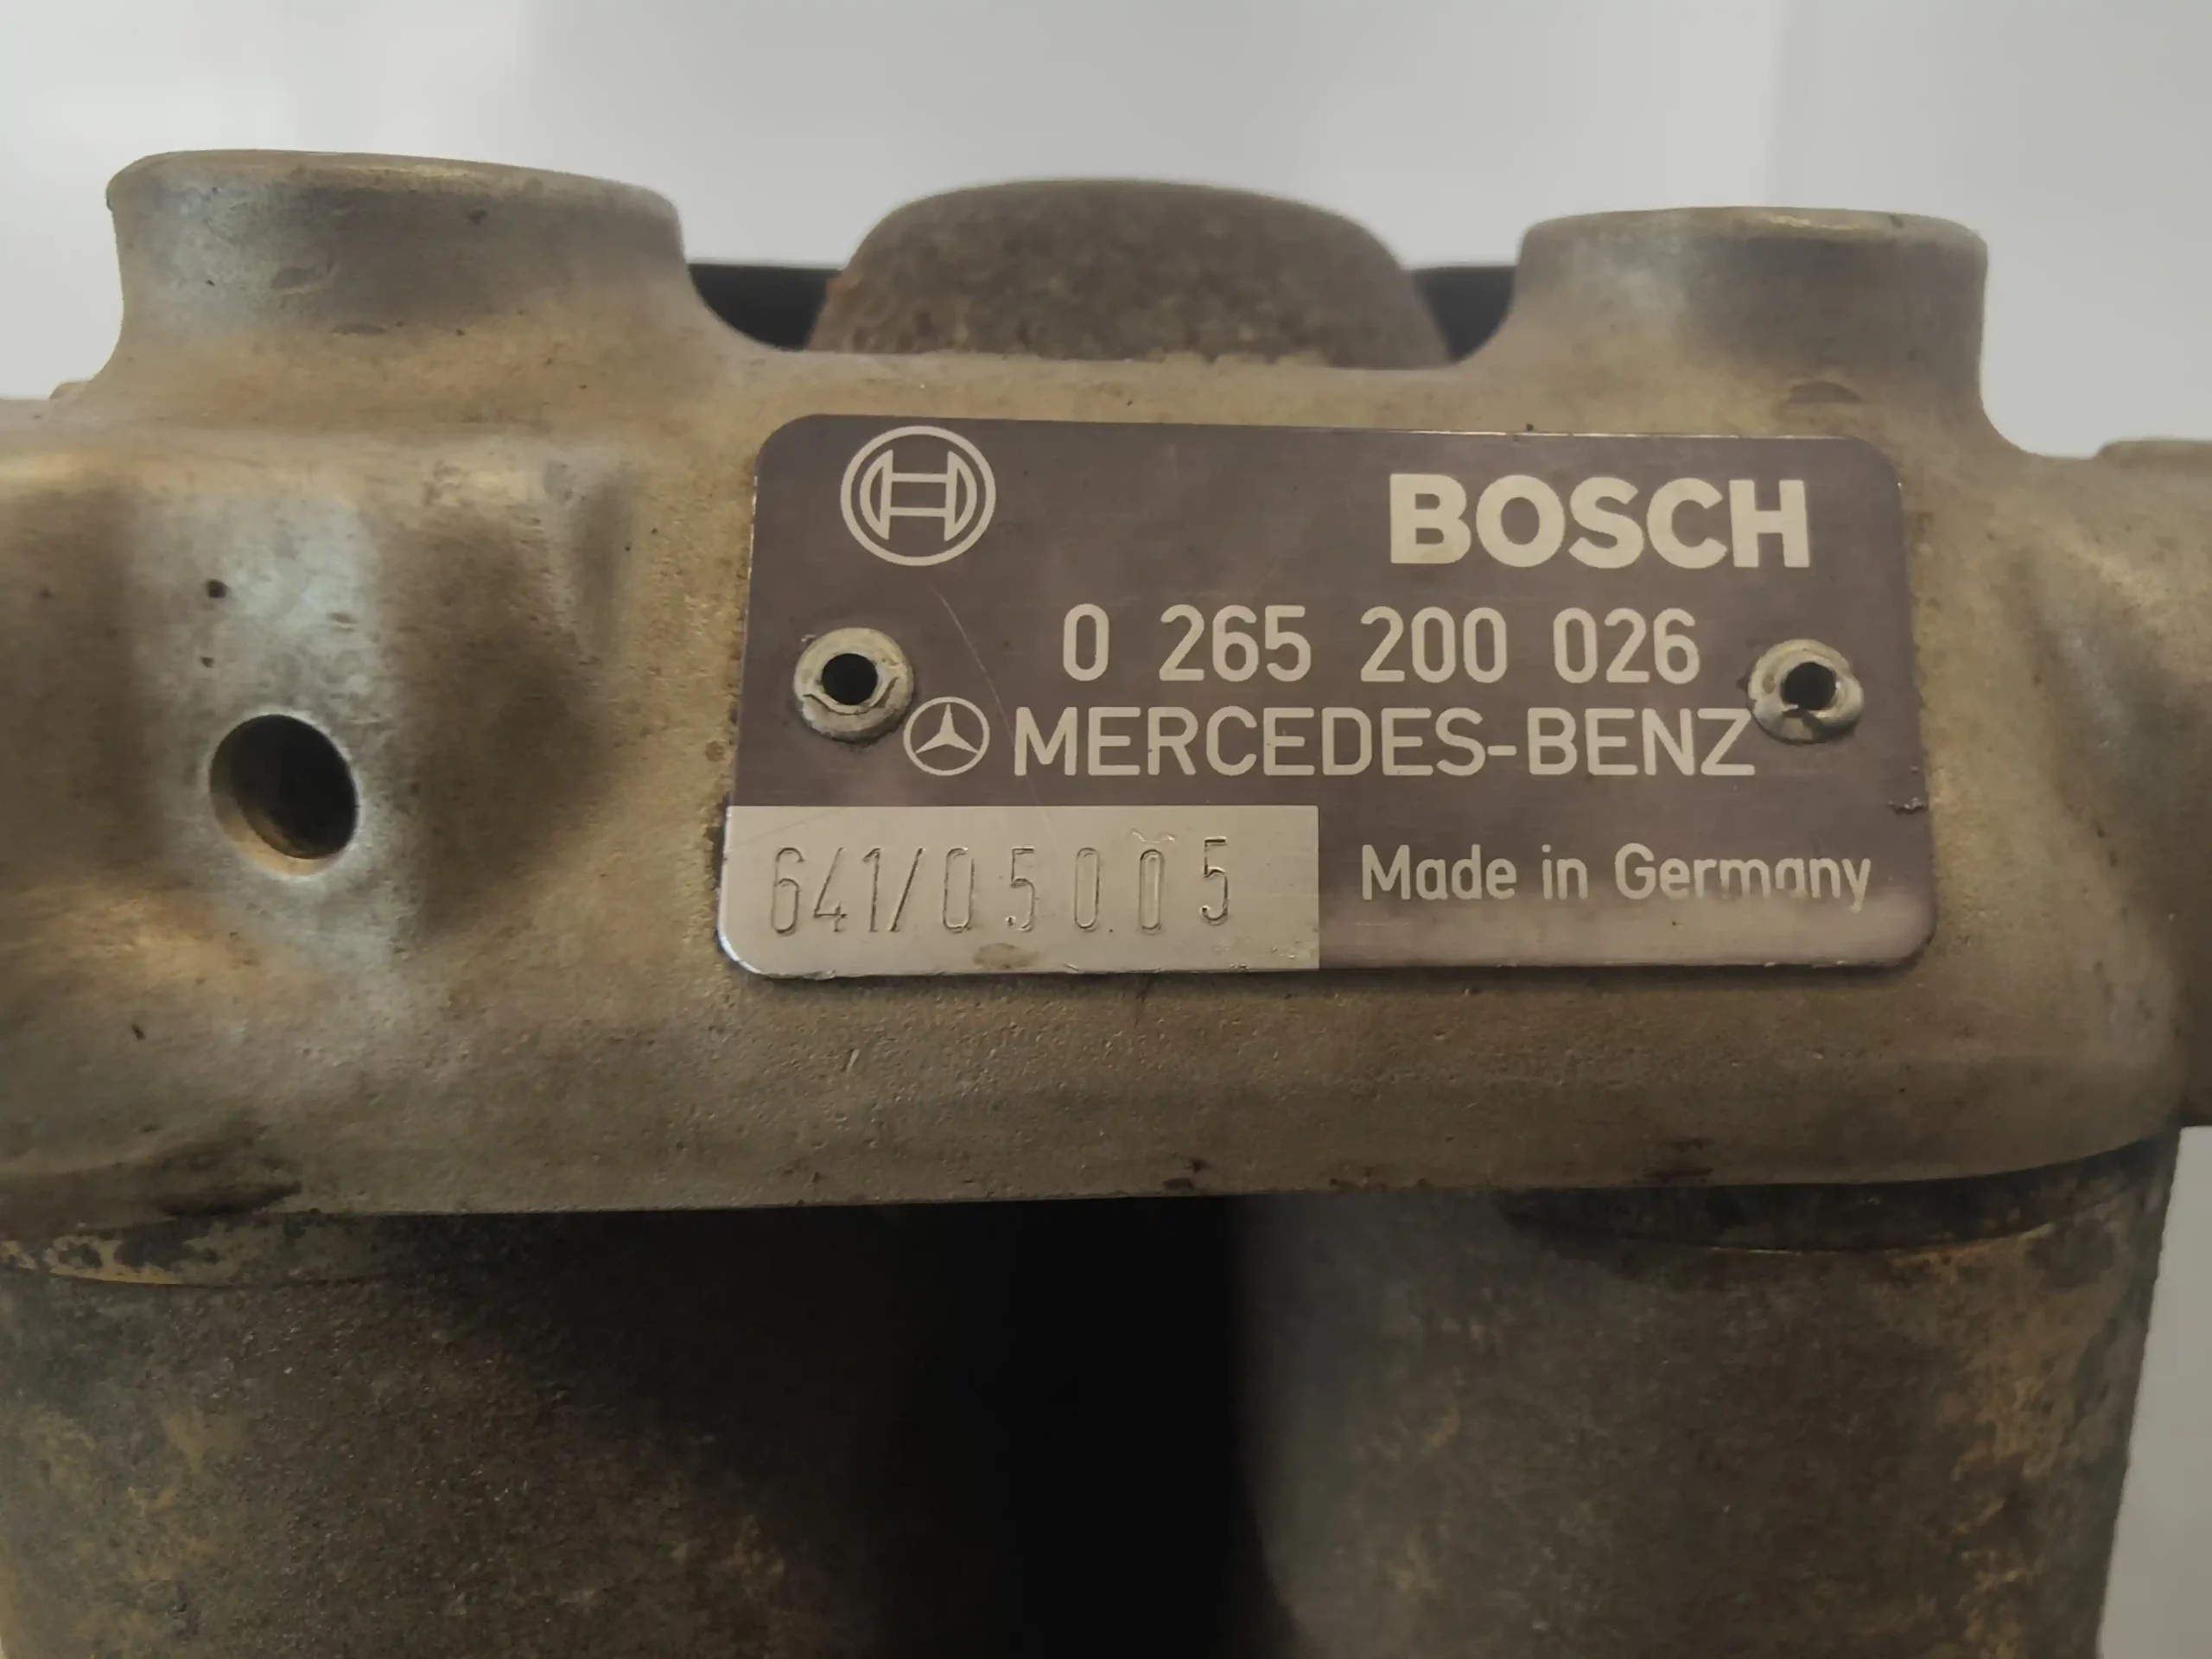 BOSCH
0 265 200 026
MERCEDES-BENZ
641/05005
Made in Germany